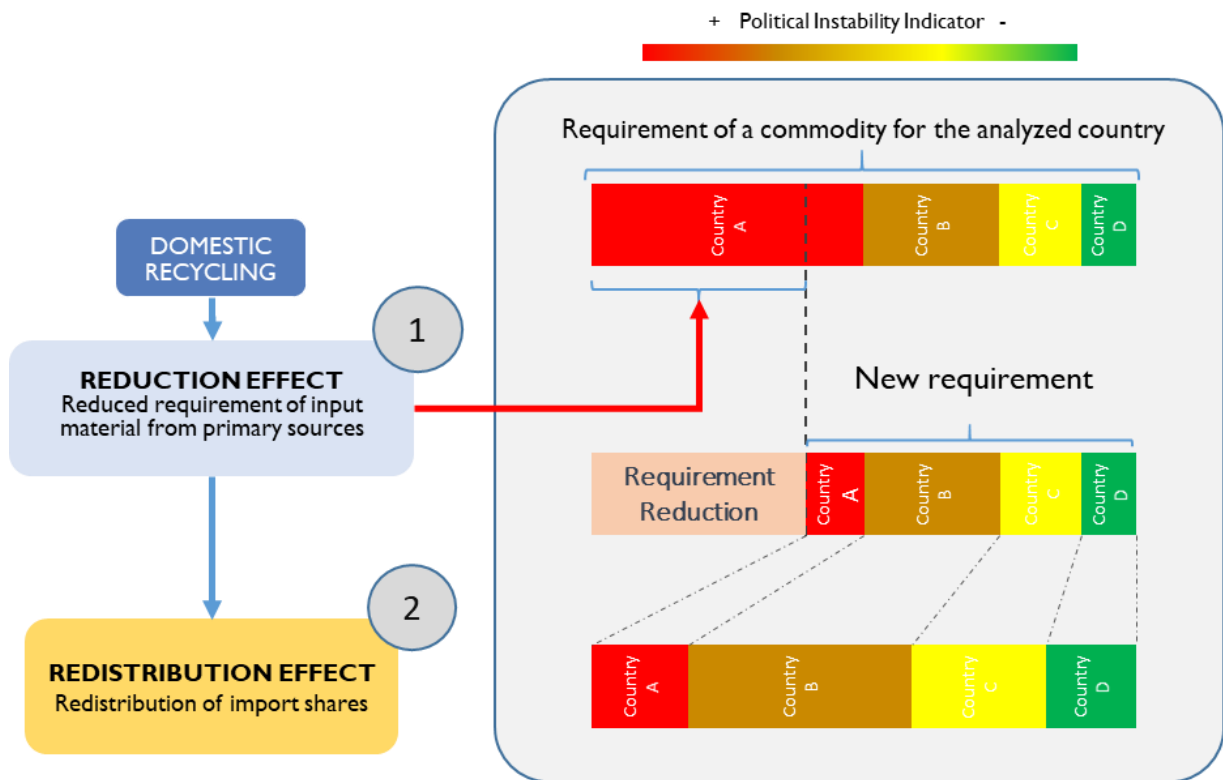 + Political Instability Indicator -
Requirement of a commodity for the analyzed country
Country
A
Country
B
Country
C
Country
D
DOMESTIC
RECYCLING
1
REDUCTION EFFECT
Reduced requirement of input
material from primary sources
New requirement
Requirement
Reduction
Country
A
Country
B
Country
C
Country
D
2
REDISTRIBUTION EFFECT
Redistribution of import shares
Country
A
Country
B
Country
C
Country
D